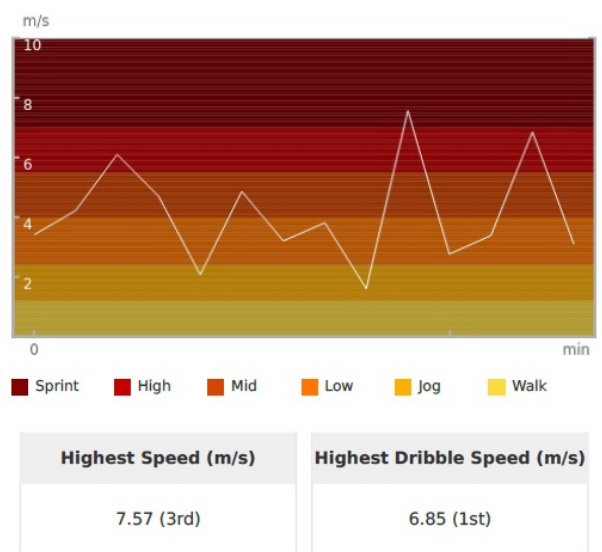 m/s
10
8
6
4
2
0 min
Sprint High Mid Low Jog Walk
Highest Speed (m/s) Highest Dribble Speed (m/s)
7.57 (3rd) 6.85 (1st)